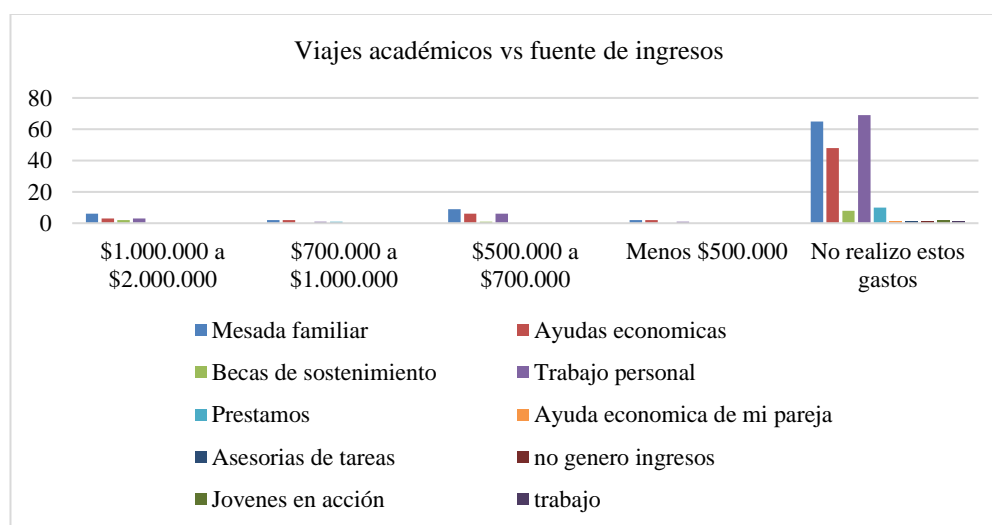 Viajes académicos vs fuente de ingresos
80
60
40
20
0
$1.000.000 a
$2.000.000
$700.000 a
$1.000.000
$500.000 a
$700.000
Menos $500.000
No realizo estos
gastos
Mesada familiar
Ayudas economicas
Becas de sostenimiento
Trabajo personal
Prestamos
Ayuda economica de mi pareja
Asesorias de tareas
no genero ingresos
Jovenes en acción
trabajo